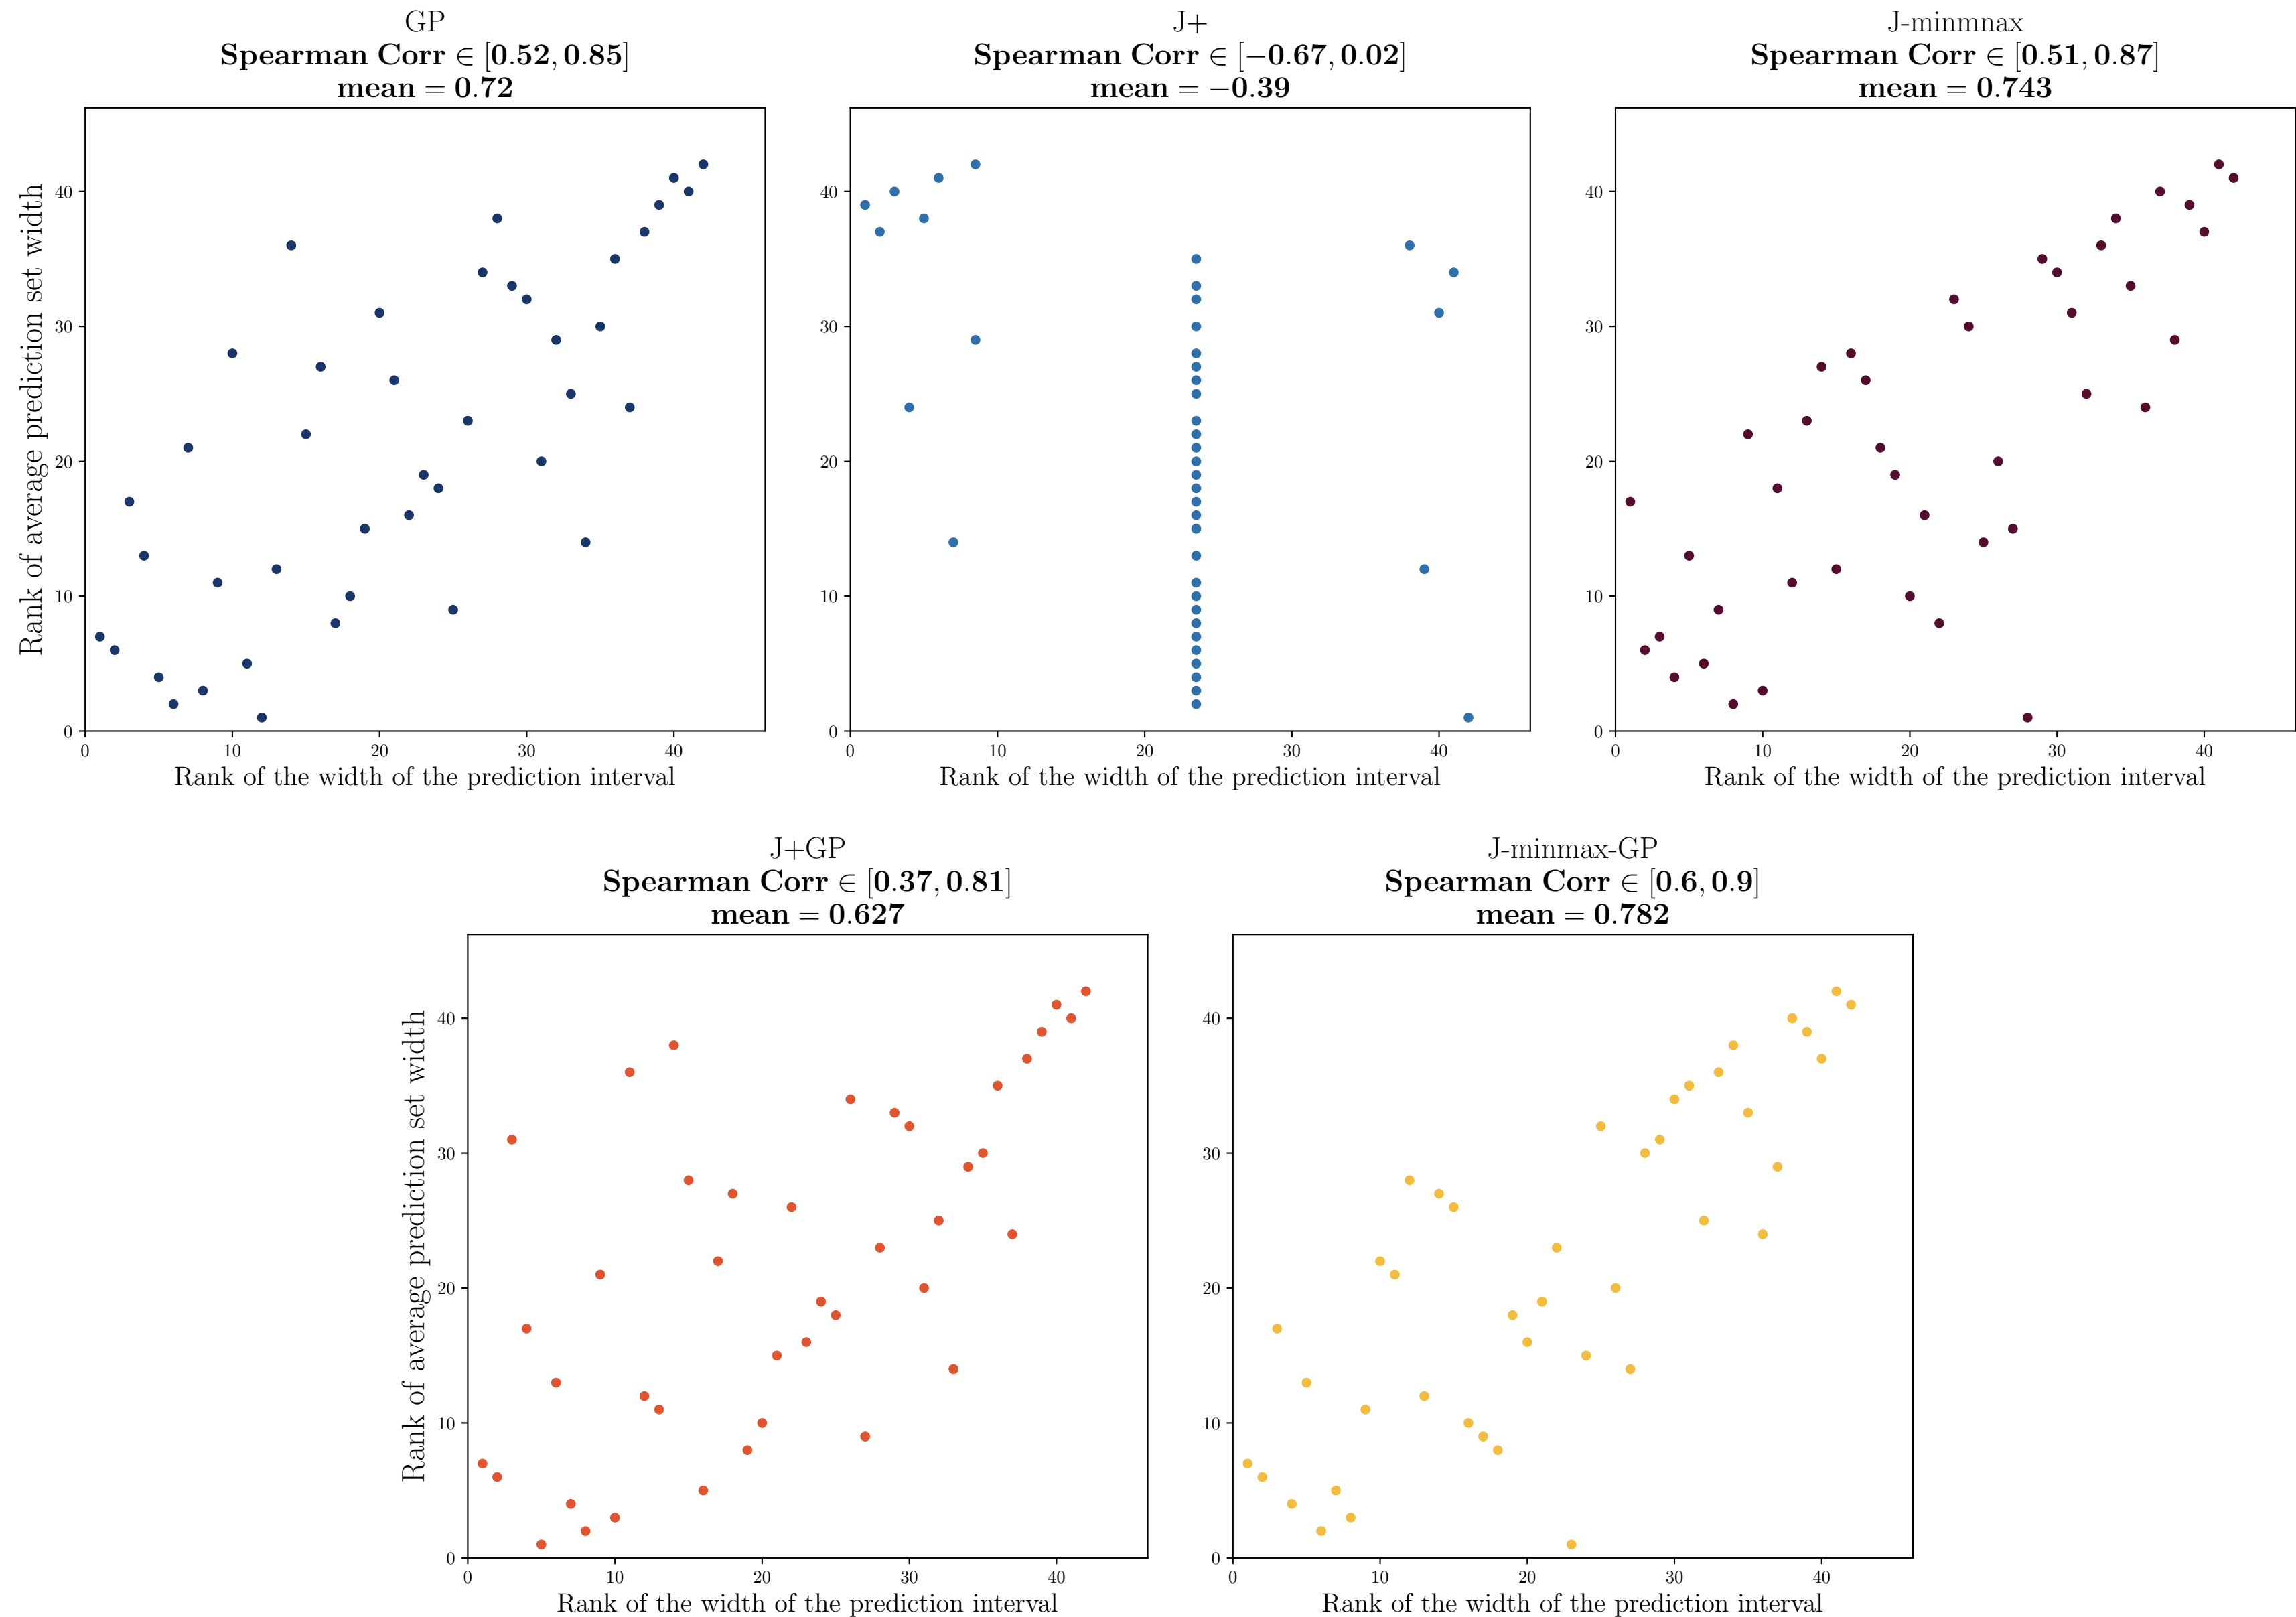 GP
Spearman Corr ∈ [0.52, 0.85]
mean = 0.72
J+
Spearman Corr ∈ [−0.67, 0.02]
mean = −0.39
J-minmnax
Spearman Corr ∈ [0.51, 0.87]
mean = 0.743
Rank of average prediction set width
40
30
20
10
0
0 10 20 30 40
Rank of the width of the prediction interval
40
30
20
10
0
0 10 20 30 40
Rank of the width of the prediction interval
40
30
20
10
0
0 10 20 30 40
Rank of the width of the prediction interval
J+GP
Spearman Corr ∈ [0.37, 0.81]
mean = 0.627
J-minmax-GP
Spearman Corr ∈ [0.6, 0.9]
mean = 0.782
Rank of average prediction set width
40
30
20
10
0
0 10 20 30 40
Rank of the width of the prediction interval
40
30
20
10
0
0 10 20 30 40
Rank of the width of the prediction interval